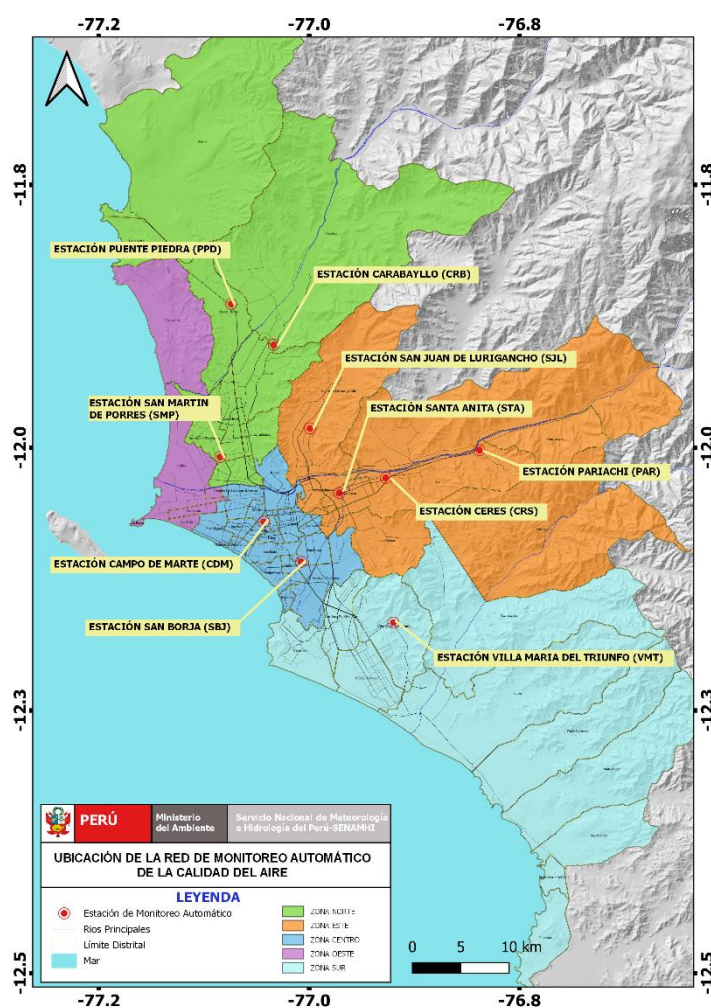 -77.2
-77.0
-76.8
-11.8
-11.8
ESTACIÓN PUENTE PIEDRA (PPD)
ESTACIÓN CARABAYLLO (CRB)
ESTACIÓN SAN JUAN DE LURIGANCHO (SJL)
ESTACIÓN SAN MARTIN
DE PORRES (SMP)
ESTACIÓN SANTA ANITA (STA)
-12.0
-12.0
ESTACIÓN PARIACHI (PAR)
ESTACIÓN CERES (CRS)
ESTACIÓN CAMPO DE MARTE (CDM)
ESTACIÓN SAN BORJA (SBJ)
ESTACIÓN VILLA MARIA DEL TRIUNFO (VMT)
-12.3
-12.3
PERÚ
Ministerio
del Ambiente
Servicio Nacional de Meteorología
e Hidrología del Perú-SENAMHI
UBICACIÓN DE LA RED DE MONITOREO AUTOMÁTICO
DE LA CALIDAD DEL AIRE
LEYENDA
Estación de Monitoreo Automático
Rios Principales
Límite Distrital
Mar
ZONA NORTE
ZONA ESTE
ZONA CENTRO
ZONA OESTE
ZONA SUR
0 5 10 km
-12.5
-12.5
-77.2
-77.0
-76.8